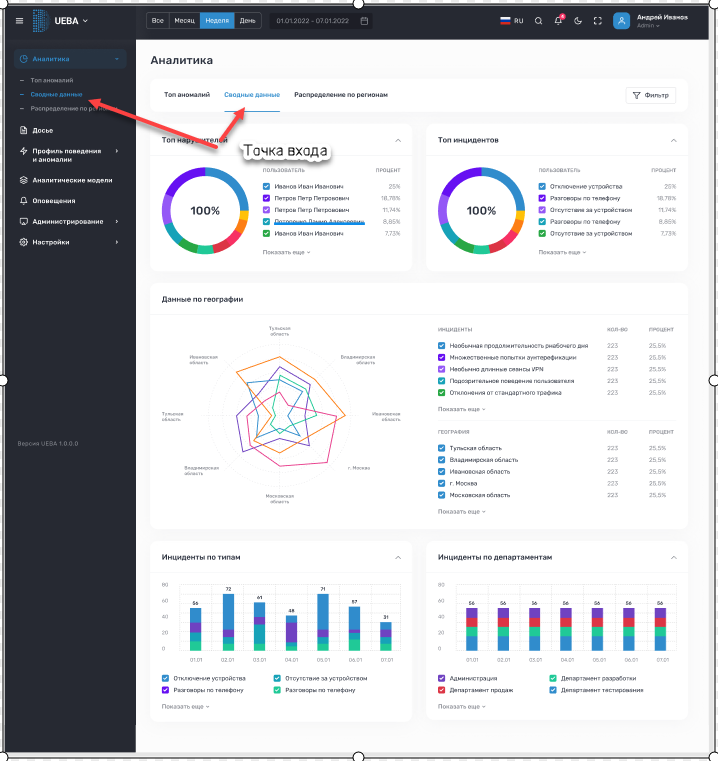 UEBA
Все Месяц Неделя День
01.01.2022 - 07.01.2022
RU
Андрей Иванов
Admin
Аналитика
Топ аномалий
Сводные данные
Распределение по
Досье
Профиль поведения
и аномалии
Аналитические модели
Оповещения
Администрирование
Настройки
Версия UEBA 1.0.0.0
Аналитика
Топ аномалий Сводные данные Распределение по регионам
Фильтр
Точка входа
Топ нарушителей
ПОЛЬЗОВАТЕЛЬ ПРОЦЕНТ
100%
Иванов Иван Иванович 25%
Петров Петр Петрович 16,78%
Петров Петр Петрович 11,74%
8,85%
Иванов Иван Иванович 7,73%
Показать еще
Топ инцидентов
ПОЛЬЗОВАТЕЛЬ ПРОЦЕНТ
100%
Отключение устройства 25%
Разговоры по телефону 16,78%
Отсутствие за устройством 11,74%
Разговоры по телефону 8,85%
Отсутствие за устройством 7,73%
Показать еще
Данные по географии
Тульская
область
Владимирская
область
Ивановская
область
г. Москва
Московская
область
Владимирская
область
Тульская
область
Ивановская
область
ИНЦИДЕНТЫ КОЛ-ВО ПРОЦЕНТ
Необычная продолжительность рнабочего дня 223 25,5%
Множественные попытки аунтерефикации 223 25,5%
Необычно длинные сеансы VPN 223 25,5%
Подозрительное поведение пользователя 223 25,5%
Отклонения от стандартного трафика 223 25,5%
Показать еще
ГЕОГРАФИЯ КОЛ-ВО ПРОЦЕНТ
Тульская область 223 25,5%
Владимирская область 223 25,5%
Ивановская область 223 25,5%
г. Москва 223 25,5%
Московская область 223 25,5%
Показать еще
Инциденты по типам
80
60
40
20
0
56 72 61 48 71 57 31
01.01 02.01 03.01 04.01 05.01 06.01 07.01
Отключение устройства Отсутствие за устройством
Разговоры по телефону Разговоры по телефону
Показать еще
Инциденты по департаментам
80
60
40
20
0
56 56 56 56 56 56 56
01.01 02.01 03.01 04.01 05.01 06.01 07.01
Администрация Департамент разработки
Департамент продаж Департамент тестирования
Показать еще